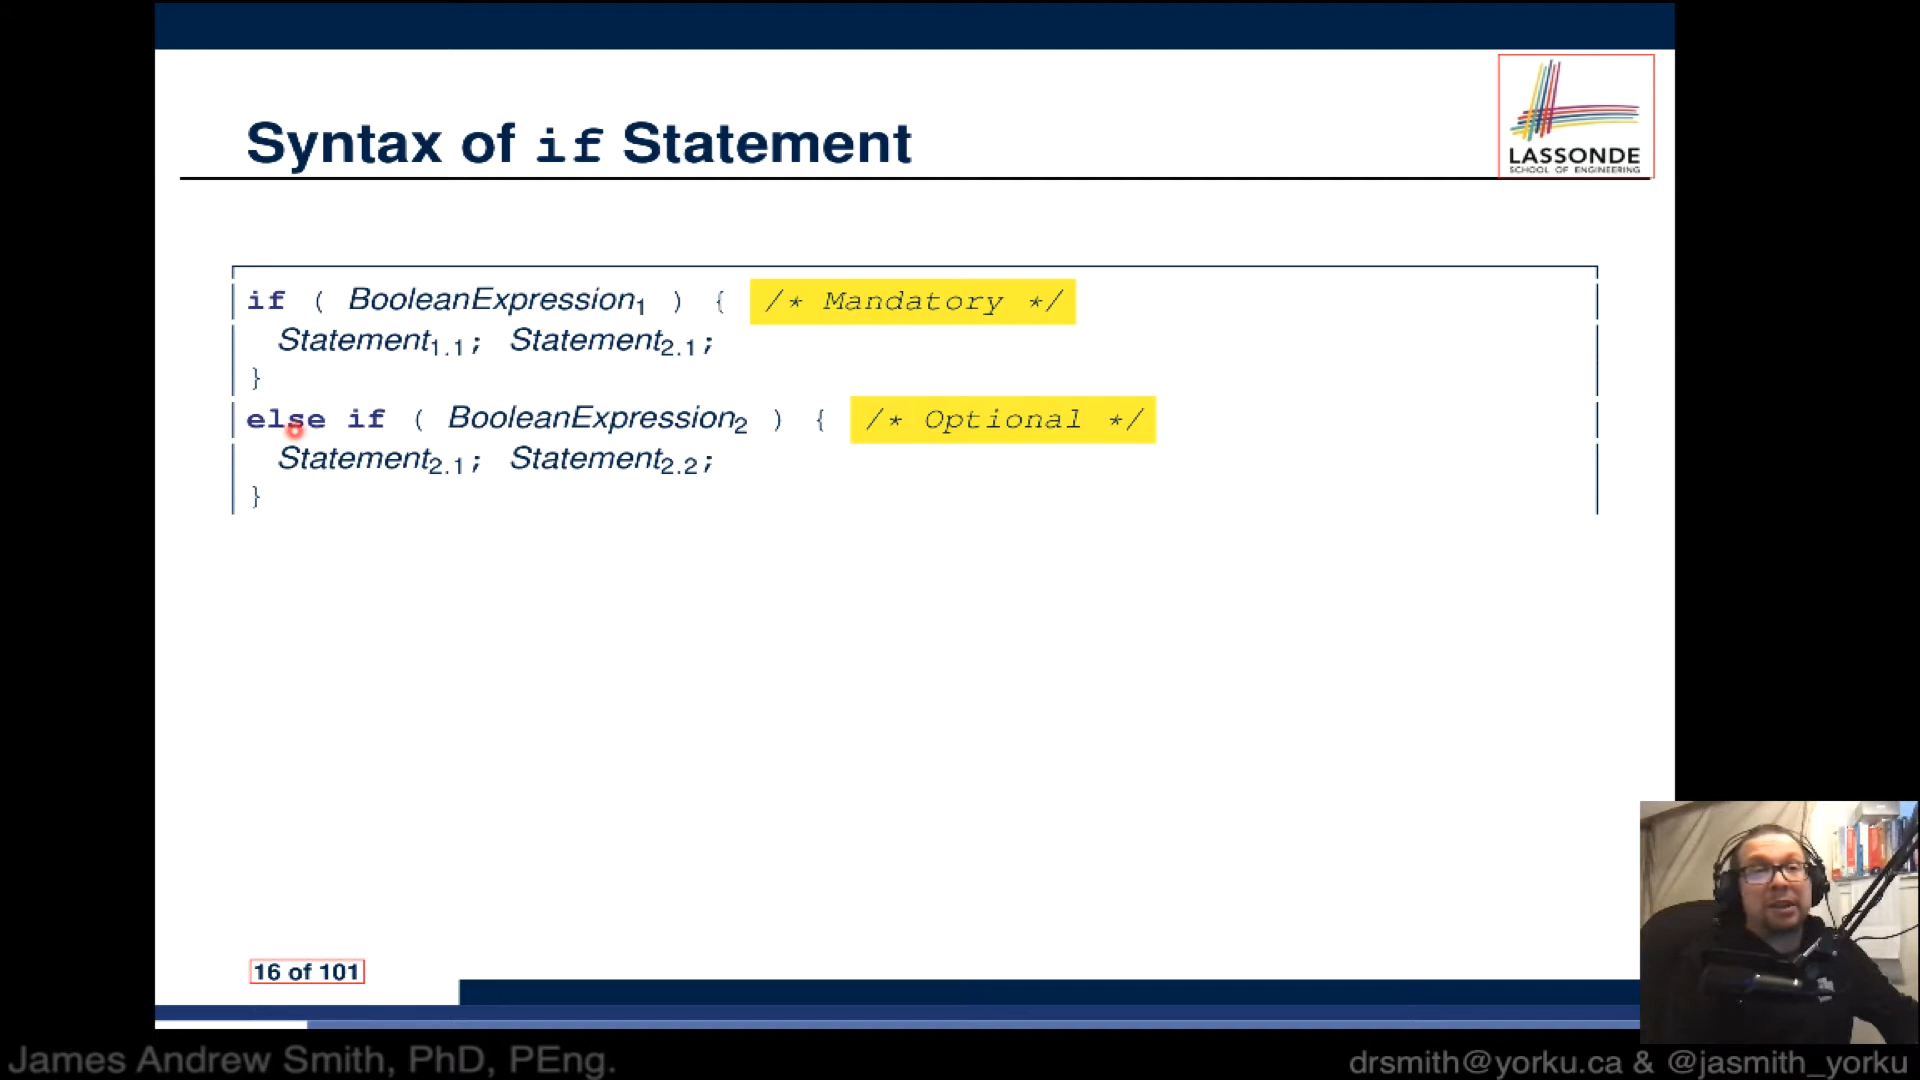 LASSONDE
SCHOOL OF ENGINEERING
Syntax of if Statement
if ( BooleanExpression1 ) { /* Mandatory */
Statement1.1; Statement2.1;
}
else if ( BooleanExpression2 ) { /* Optional */
Statement2.1; Statement2.2;
}
16 of 101
James Andrew Smith, PhD, PEng.
drsmith@yorku.ca & @jasmith_yorku